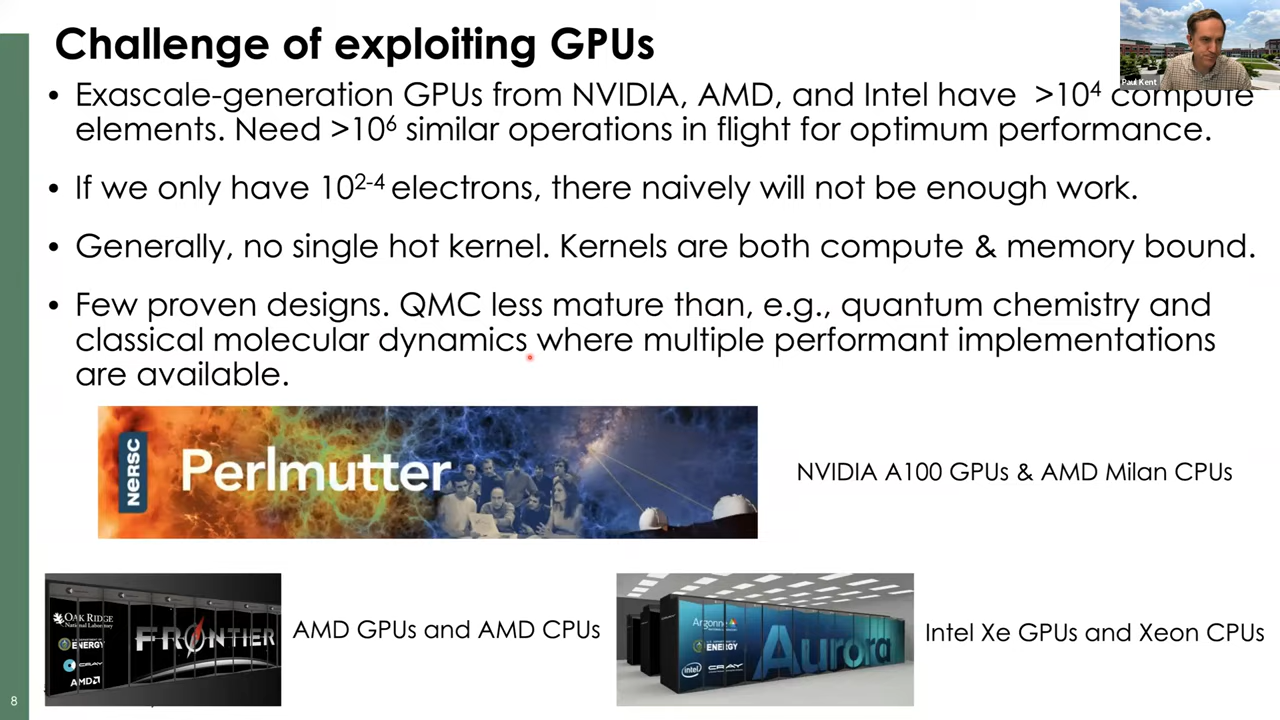 Challenge of exploiting GPUs
Paul Kent
• Exascale-generation GPUs from NVIDIA, AMD, and Intel have >10⁴ compute
elements. Need >10⁶ similar operations in flight for optimum performance.
• If we only have 10²⁻⁴ electrons, there naively will not be enough work.
• Generally, no single hot kernel. Kernels are both compute & memory bound.
• Few proven designs. QMC less mature than, e.g., quantum chemistry and
classical molecular dynamics where multiple performant implementations
are available.
NERSC
Perlmutter
NVIDIA A100 GPUs & AMD Milan CPUs
OAK RIDGE
National Laboratory
ENERGY
CRAY
AMD
FRONTIER
AMD GPUs and AMD CPUs
Argonne
ENERGY
intel
CRAY
Aurora
Intel Xe GPUs and Xeon CPUs
8